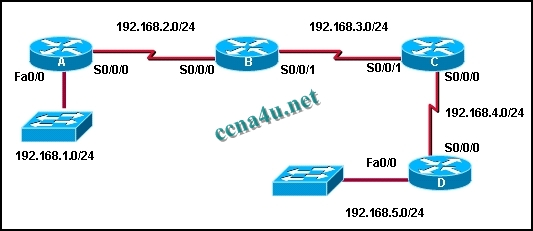 192.168.2.0/24
192.168.3.0/24
A
B
C
Fa0/0
S0/0/0
S0/0/0
S0/0/1
S0/0/1
S0/0/0
192.168.1.0/24
ccna4u.net
192.168.4.0/24
S0/0/0
Fa0/0
D
192.168.5.0/24